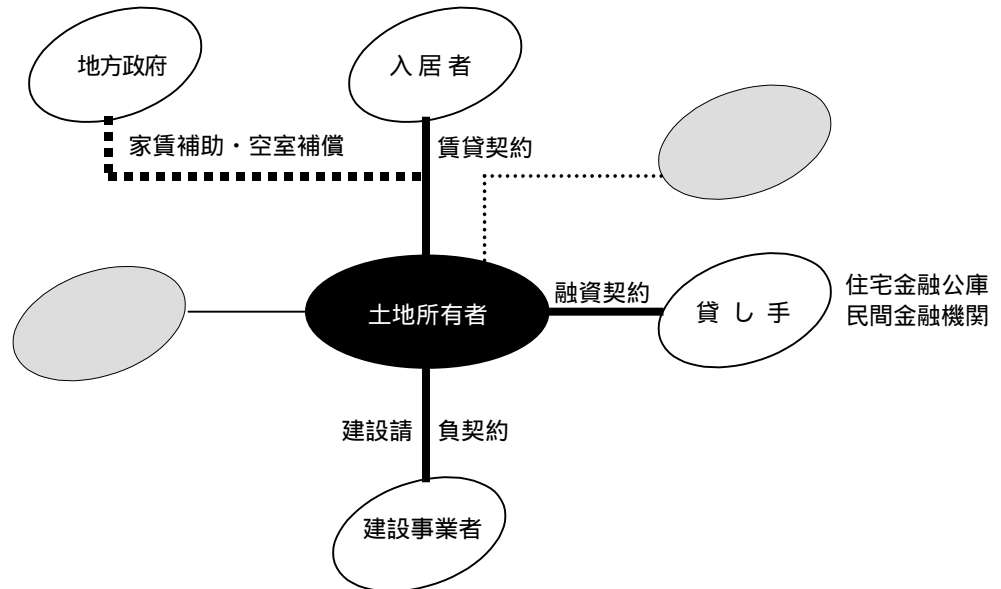 地方政府
入 居 者
家賃補助・空室補償
賃貸契約
土地所有者
融資契約
貸 し 手
住宅金融公庫
民間金融機関
建設請 負契約
建設事業者